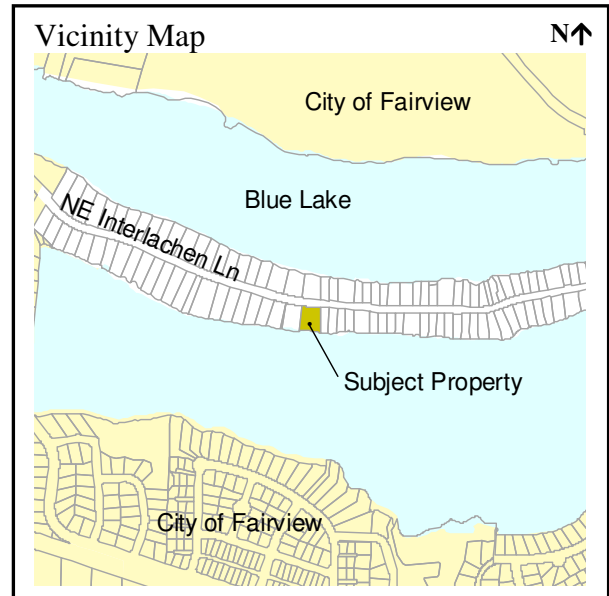 Vicinity Map
N↑
City of Fairview
Blue Lake
NE Interlachen Ln
Subject Property
City of Fairview